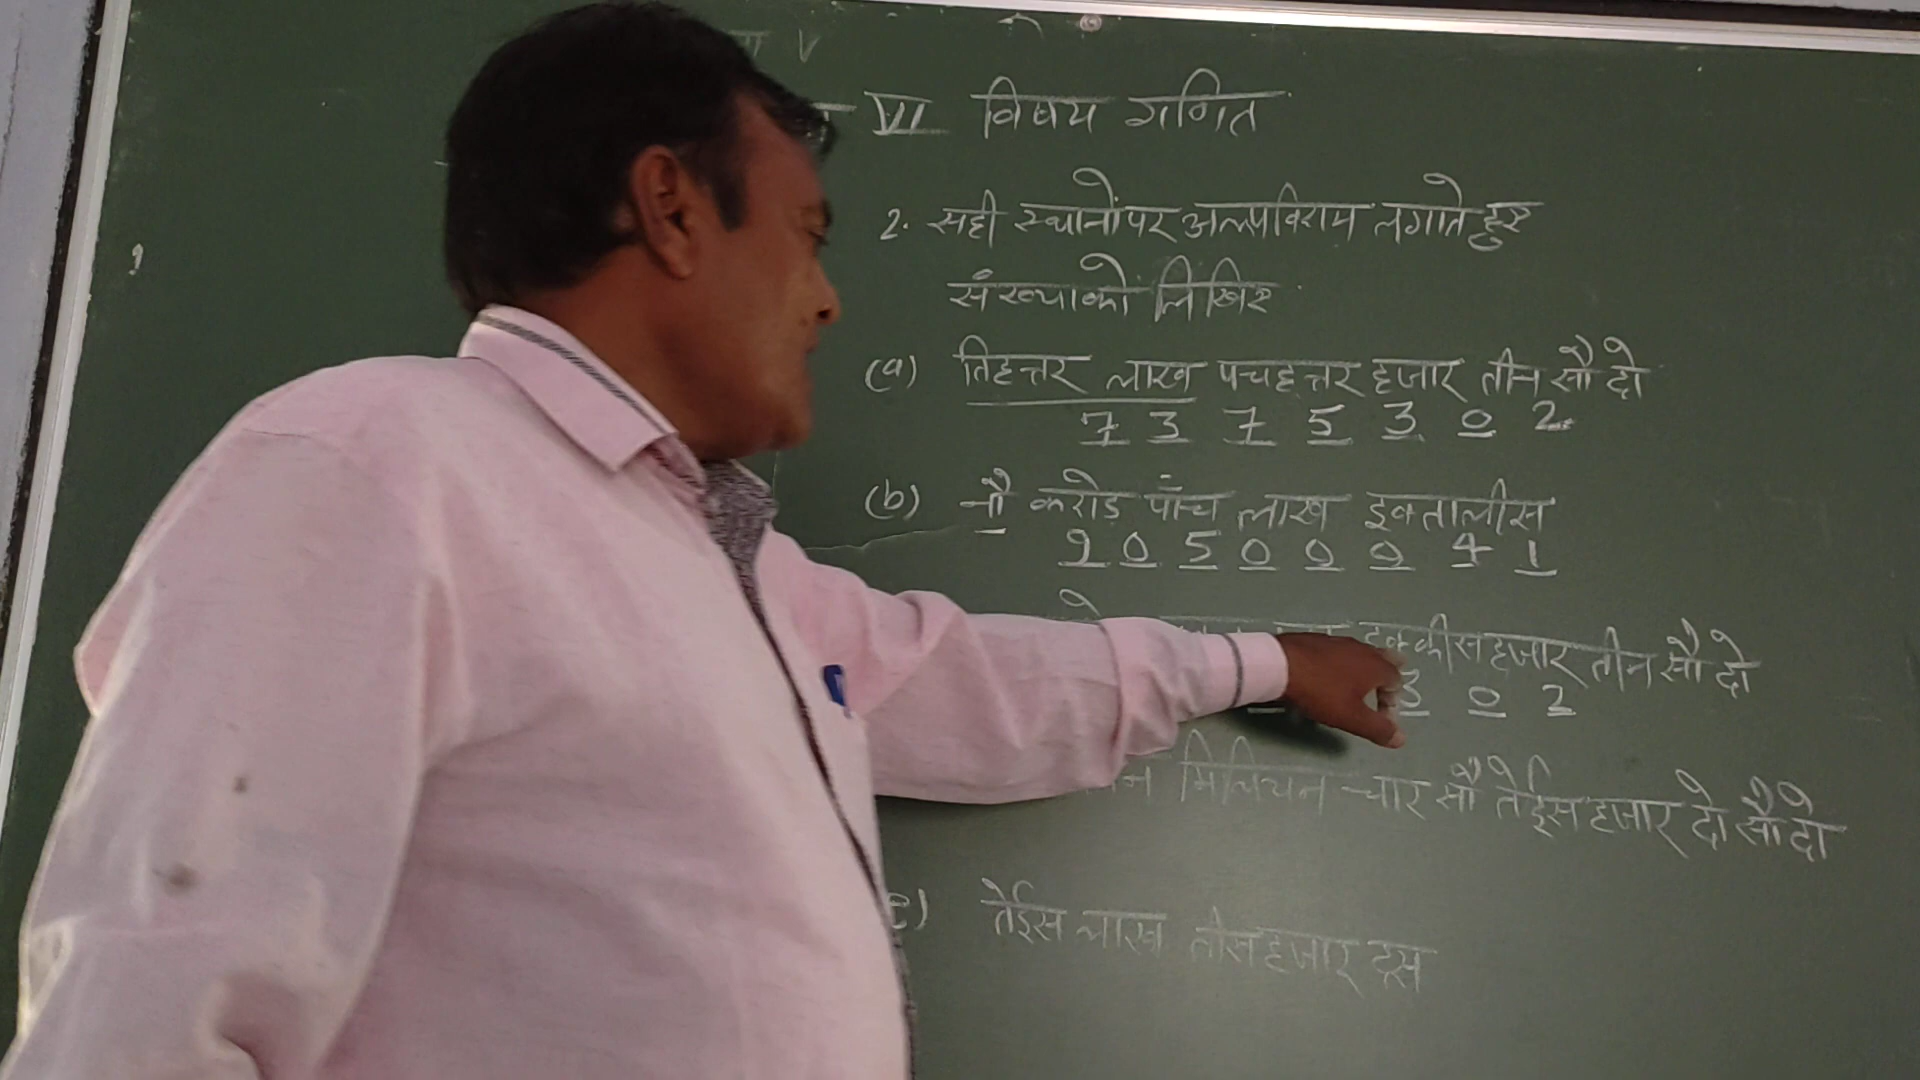 V
VI विषय गणित
2. सही स्थानों पर अल्पविराम लगाते हुए
संख्या को लिखिए
(a) तिहत्तर लाख पचहत्तर हजार तीन सौ दो
7 3 7 5 3 0 2
(b) नौ करोड़ पाँच लाख इकतालीस
9 0 5 0 0 0 4 1
इक्कीस हजार तीन सौ दो
3 0 2
मिलियन चार सौ तेईस हजार दो सौ दो
e) तेईस लाख तीस हजार दस